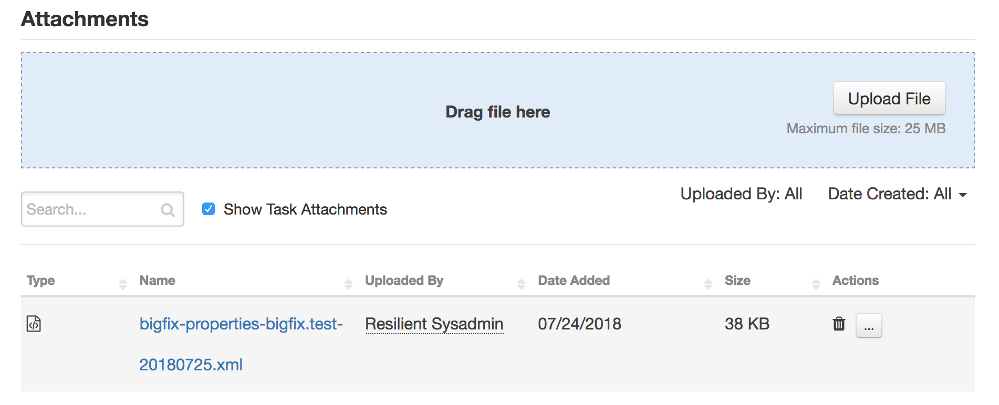 Attachments
Drag file here
Upload File
Maximum file size: 25 MB
Search...
Show Task Attachments
Uploaded By: All
Date Created: All
Type Name Uploaded By Date Added Size Actions
bigfix-properties-bigfix.test- Resilient Sysadmin 07/24/2018 38 KB ...
20180725.xml